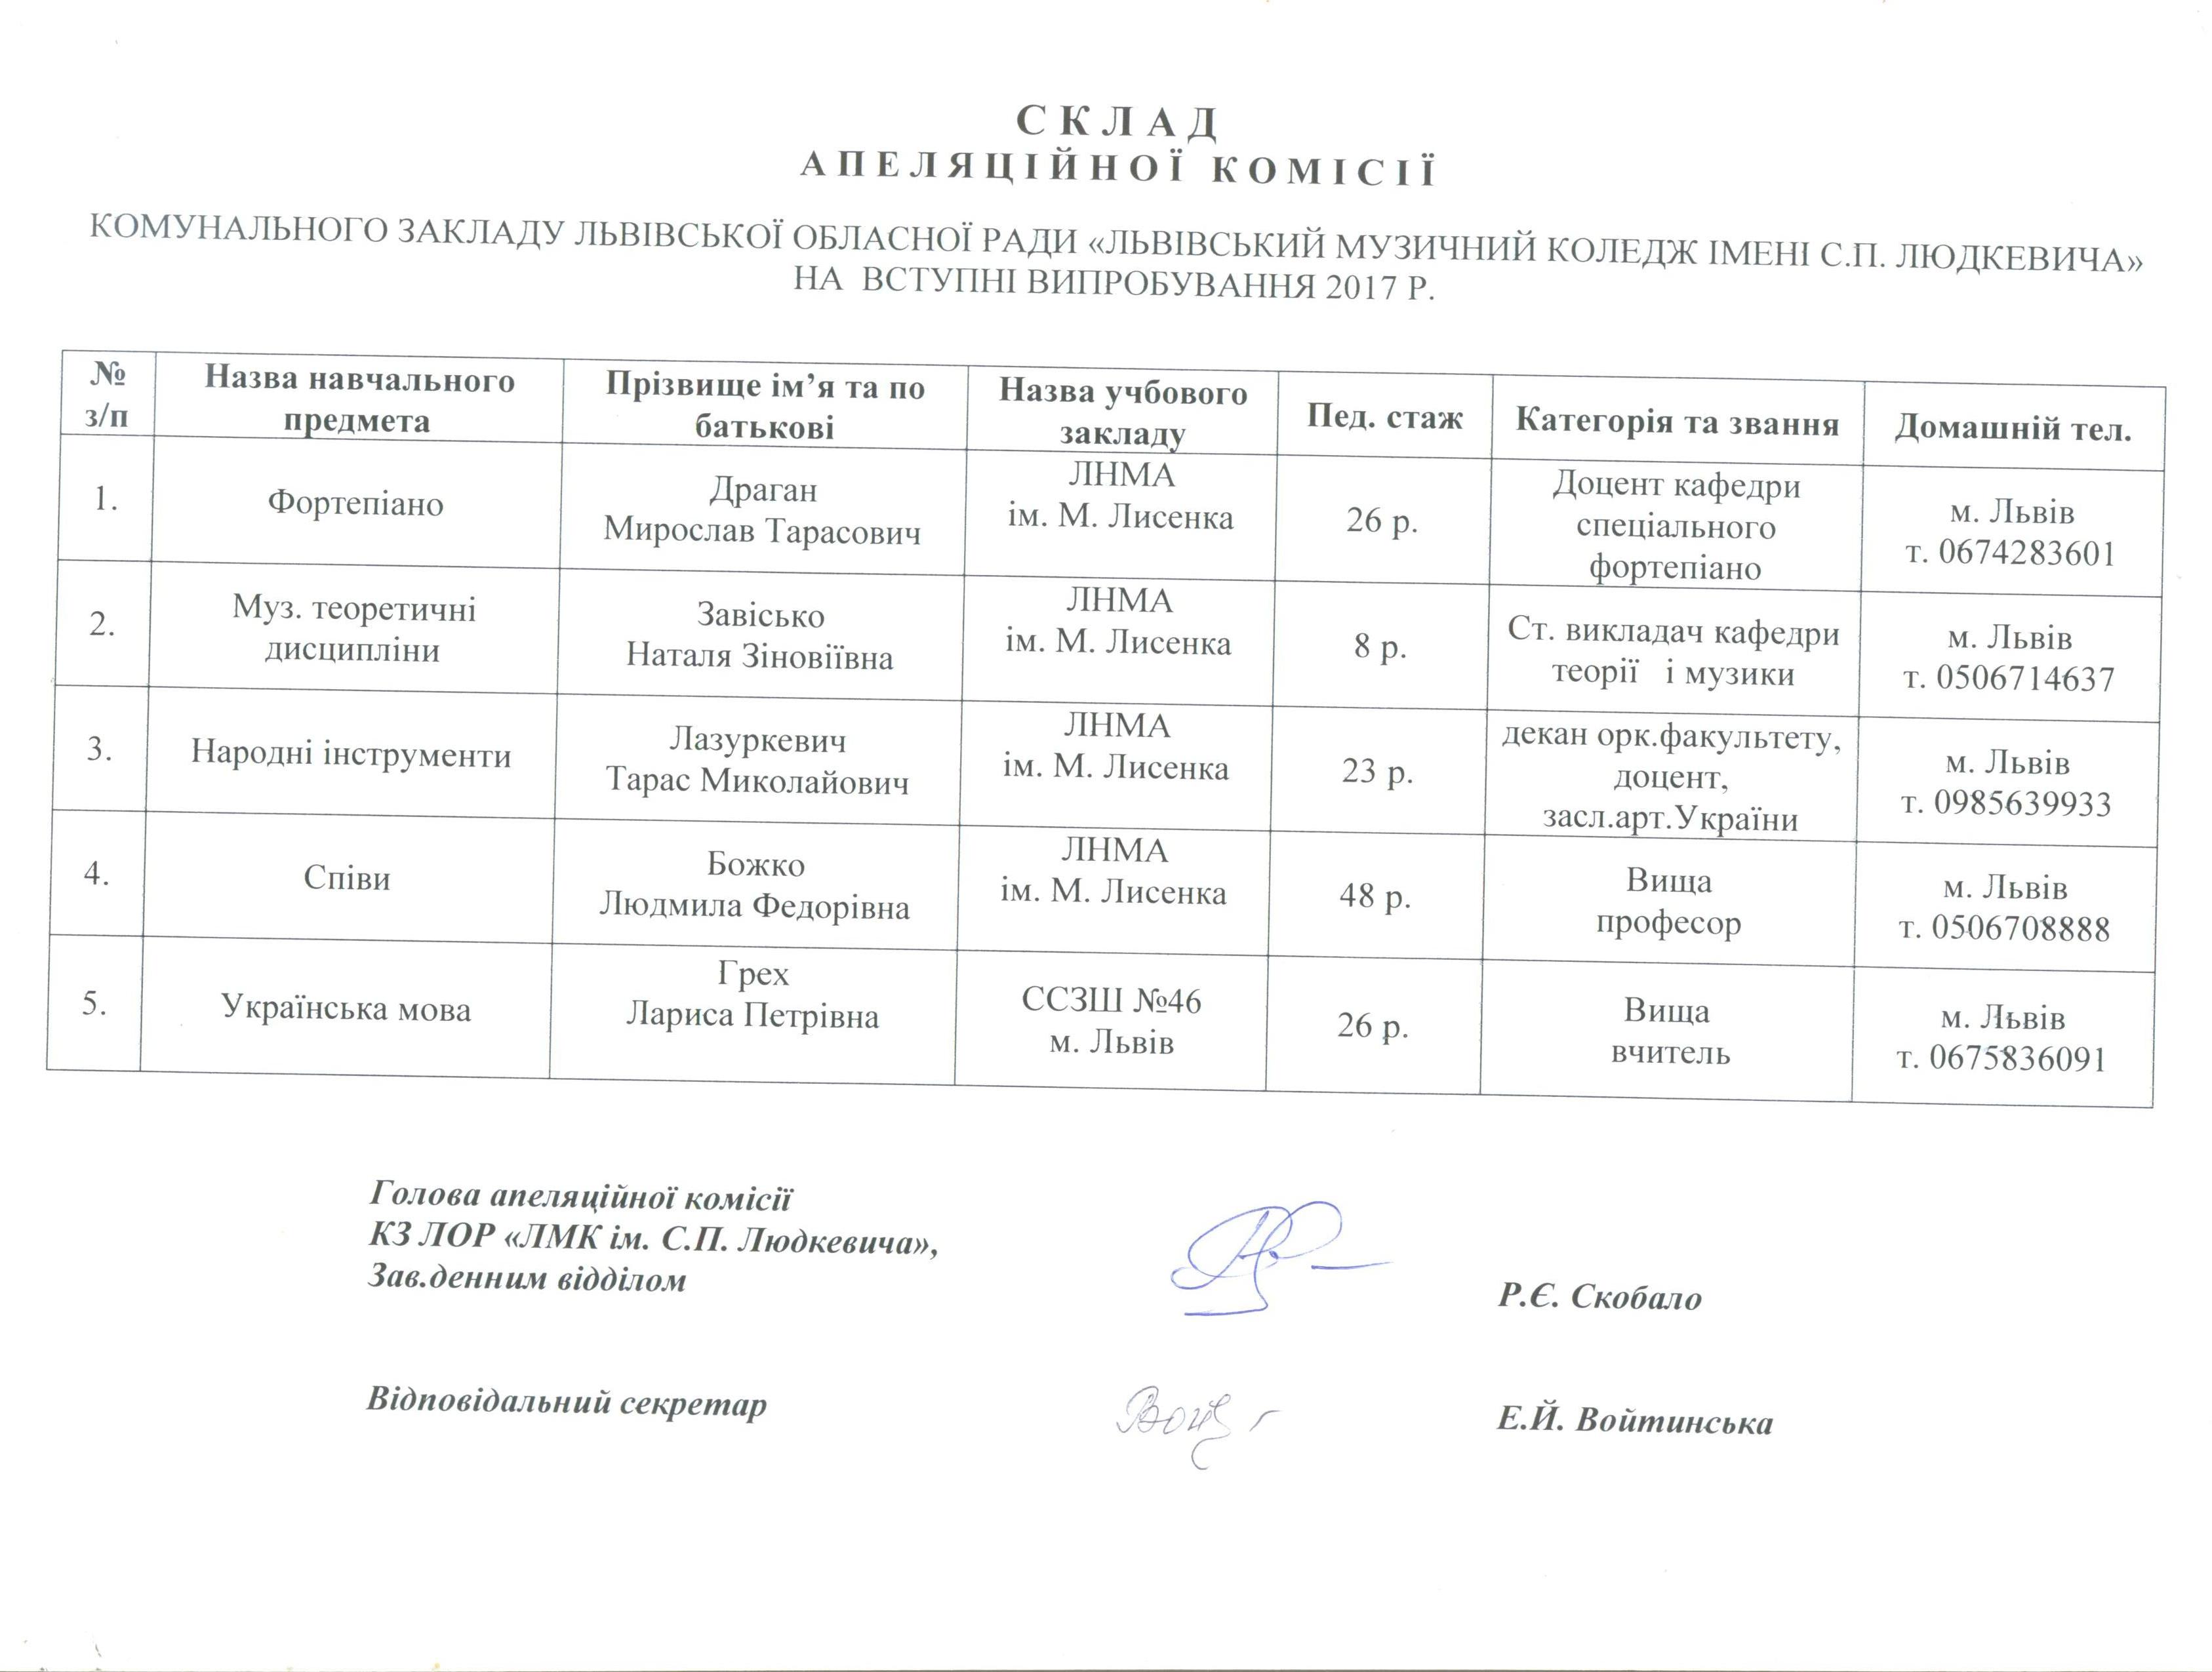 СКЛАД
АПЕЛЯЦІЙНОЇ КОМІСІЇ
КОМУНАЛЬНОГО ЗАКЛАДУ ЛЬВІВСЬКОЇ ОБЛАСНОЇ РАДИ «ЛЬВІВСЬКИЙ МУЗИЧНИЙ КОЛЕДЖ ІМЕНІ С.П. ЛЮДКЕВИЧА»
НА ВСТУПНІ ВИПРОБУВАННЯ 2017 Р.
№
з/п
Назва навчального
предмета
Прізвище ім’я та по
батькові
Назва учбового
закладу
Пед. стаж
Категорія та звання
Домашній тел.
1.
Фортепіано
Драган
Мирослав Тарасович
ЛНМА
ім. М. Лисенка
26 р.
Доцент кафедри
спеціального
фортепіано
м. Львів
т. 0674283601
2.
Муз. теоретичні
дисципліни
Завісько
Наталя Зіновіївна
ЛНМА
ім. М. Лисенка
8 р.
Ст. викладач кафедри
теорії і музики
м. Львів
т. 0506714637
3.
Народні інструменти
Лазуркевич
Тарас Миколайович
ЛНМА
ім. М. Лисенка
23 р.
декан орк.факультету,
доцент,
засл.арт.України
м. Львів
т. 0985639933
4.
Співи
Божко
Людмила Федорівна
ЛНМА
ім. М. Лисенка
48 р.
Вища
професор
м. Львів
т. 0506708888
5.
Українська мова
Грех
Лариса Петрівна
ССЗШ №46
м. Львів
26 р.
Вища
вчитель
м. Львів
т. 0675836091
Голова апеляційної комісії
КЗ ЛОР «ЛМК ім. С.П. Людкевича»,
Зав.денним відділом
Р.Є. Скобало
Відповідальний секретар
Е.Й. Войтинська